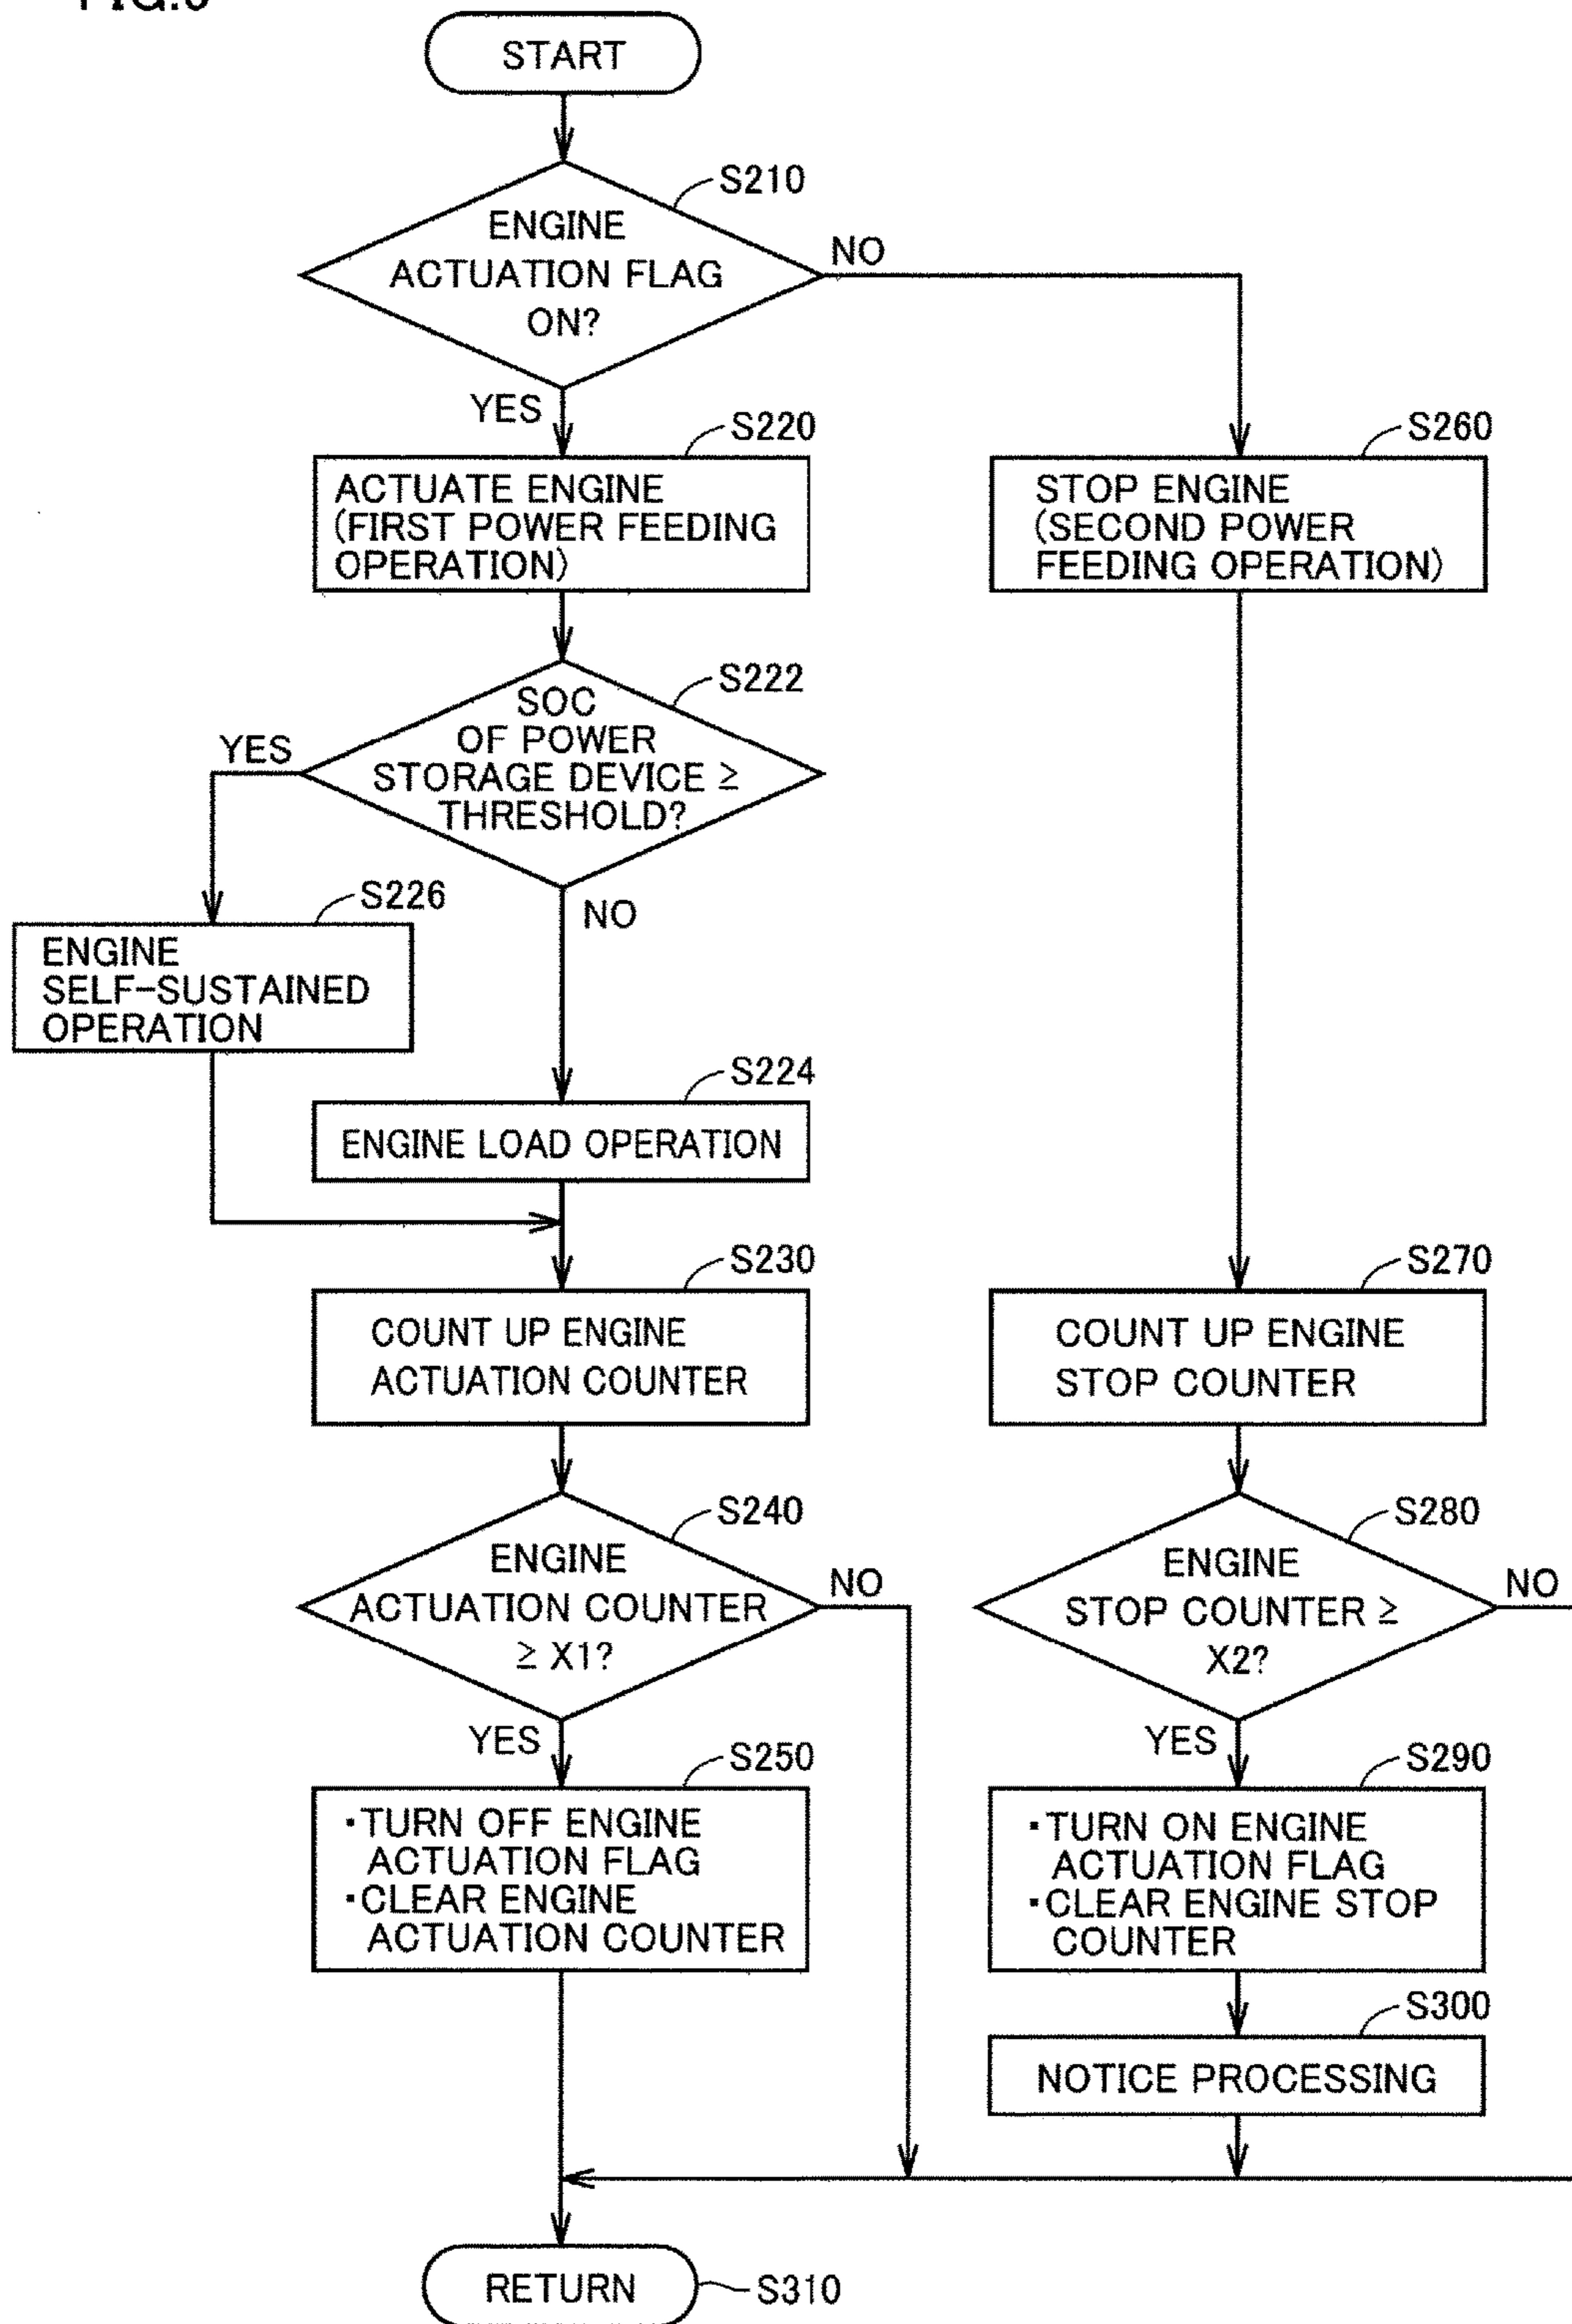 START
S210
ENGINE
ACTUATION FLAG
ON?
NO
YES
S220
ACTUATE ENGINE
(FIRST POWER FEEDING
OPERATION)
S260
STOP ENGINE
(SECOND POWER
FEEDING OPERATION)
S222
SOC
OF POWER
STORAGE DEVICE ≥
THRESHOLD?
YES
NO
S226
ENGINE
SELF-SUSTAINED
OPERATION
S224
ENGINE LOAD OPERATION
S230
COUNT UP ENGINE
ACTUATION COUNTER
S270
COUNT UP ENGINE
STOP COUNTER
S240
ENGINE
ACTUATION COUNTER
≥ X1?
NO
YES
S280
ENGINE
STOP COUNTER ≥
X2?
NO
YES
S250
・TURN OFF ENGINE
ACTUATION FLAG
・CLEAR ENGINE
ACTUATION COUNTER
S290
・TURN ON ENGINE
ACTUATION FLAG
・CLEAR ENGINE STOP
COUNTER
S300
NOTICE PROCESSING
RETURN
S310